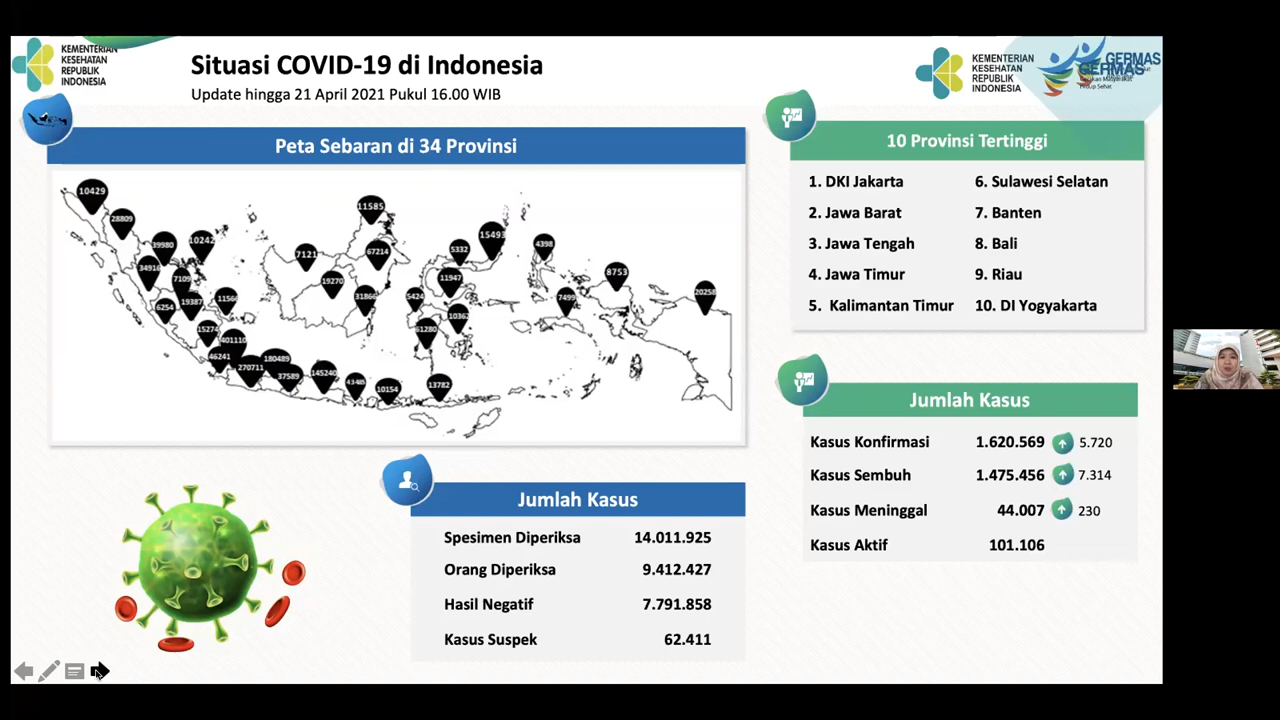 KEMENTERIAN
KESEHATAN
REPUBLIK
INDONESIA
Situasi COVID-19 di Indonesia
Update hingga 21 April 2021 Pukul 16.00 WIB
KEMENTERIAN
KESEHATAN
REPUBLIK
INDONESIA
GERMAS
GERMAS
Hidup Sehat
Peta Sebaran di 34 Provinsi
10429
28809
39980
10242
34916
7109
6254
19387
11566
15274
401110
46241
270711
180489
37589
145240
10154
13782
7121
11585
67214
19270
31866
5332
15493
4398
11947
5424
10362
61280
7499
8753
20258
10 Provinsi Tertinggi
1. DKI Jakarta
2. Jawa Barat
3. Jawa Tengah
4. Jawa Timur
5. Kalimantan Timur
6. Sulawesi Selatan
7. Banten
8. Bali
9. Riau
10. DI Yogyakarta
Jumlah Kasus
Kasus Konfirmasi 1.620.569 5.720
Kasus Sembuh 1.475.456 7.314
Kasus Meninggal 44.007 230
Kasus Aktif 101.106
Jumlah Kasus
Spesimen Diperiksa 14.011.925
Orang Diperiksa 9.412.427
Hasil Negatif 7.791.858
Kasus Suspek 62.411